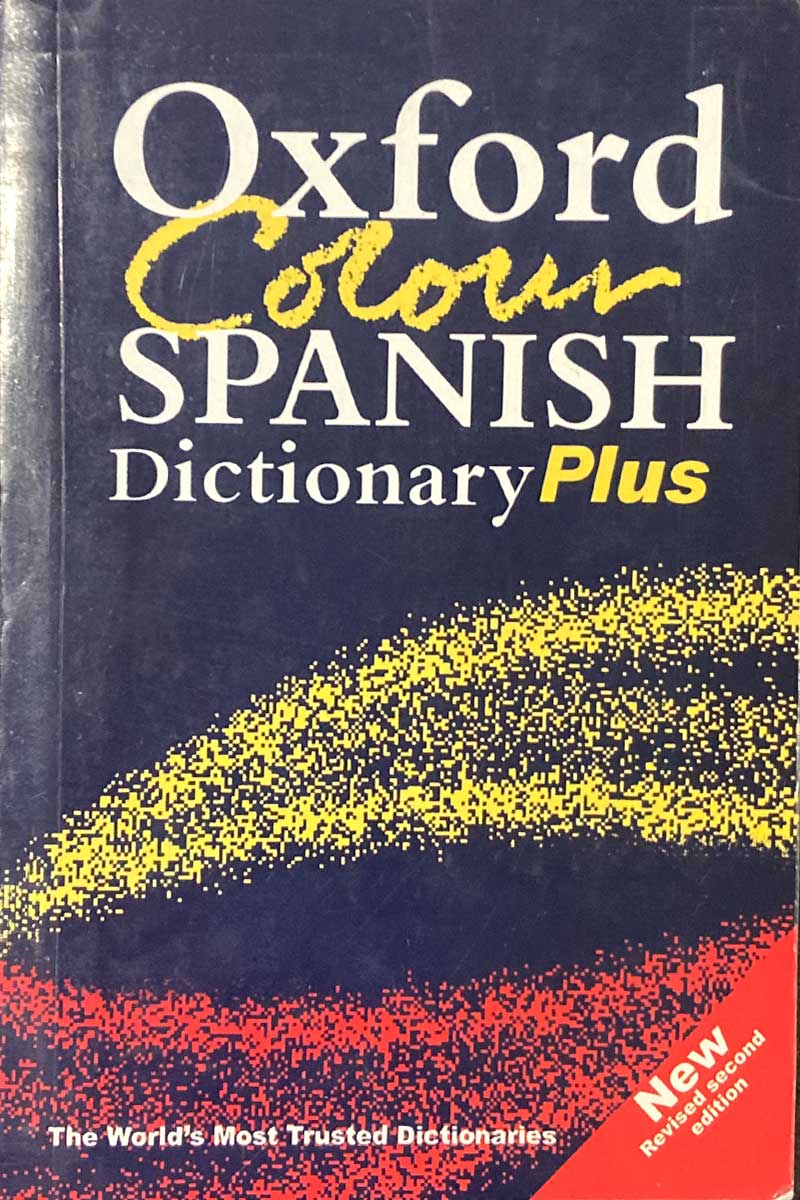 Oxford
Colour
SPANISH
Dictionary Plus
New
Revised second
edition
The World's Most Trusted Dictionaries